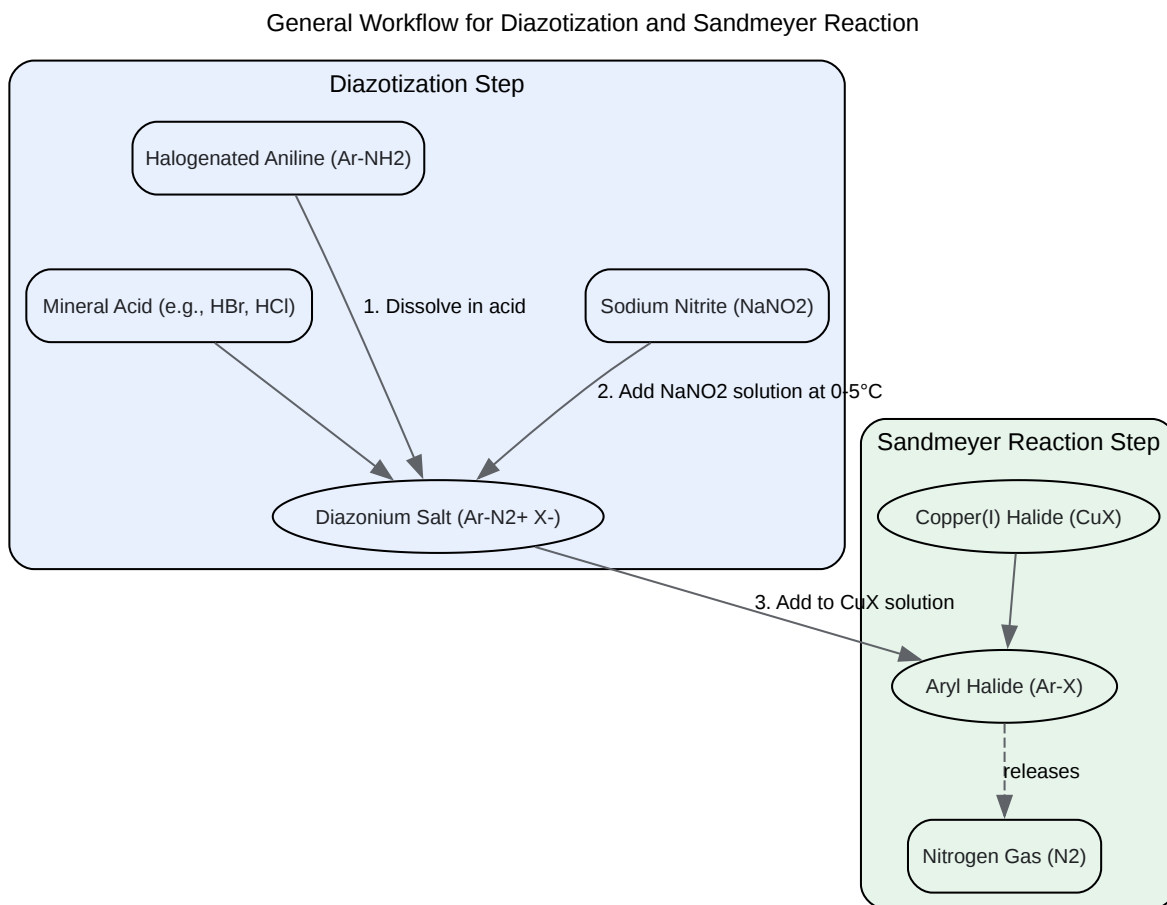 General Workflow for Diazotization and Sandmeyer Reaction
Diazotization Step
Halogenated Aniline (Ar-NH2)
Mineral Acid (e.g., HBr, HCl)
1. Dissolve in acid
Sodium Nitrite (NaNO2)
2. Add NaNO2 solution at 0-5°C
Diazonium Salt (Ar-N2+ X-)
Sandmeyer Reaction Step
Copper(I) Halide (CuX)
3. Add to CuX solution
Aryl Halide (Ar-X)
releases
Nitrogen Gas (N2)